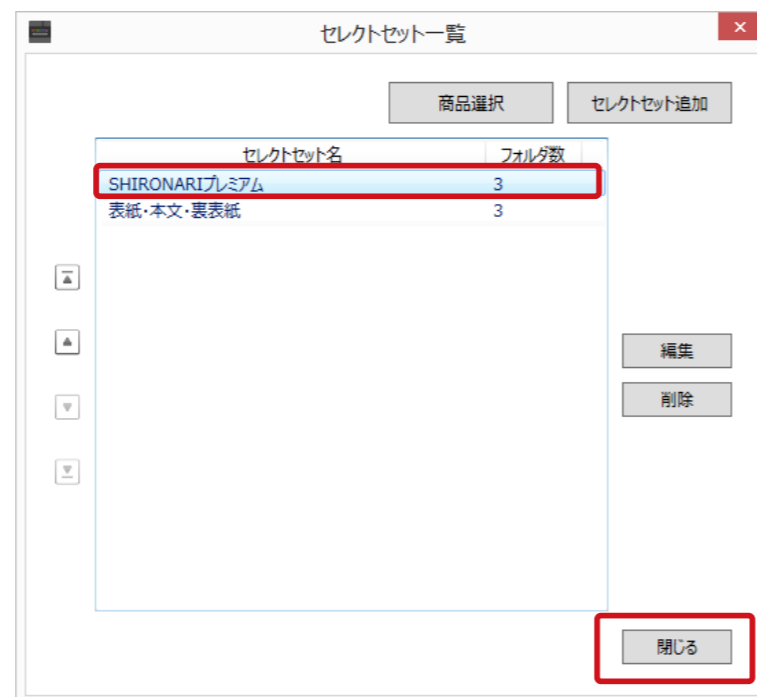 セレクトセット一覧
商品選択 セレクトセット追加
セレクトセット名 フォルダ数
SHIRONARIプレミアム 3
表紙・本文・裏表紙 3
編集
削除
閉じる